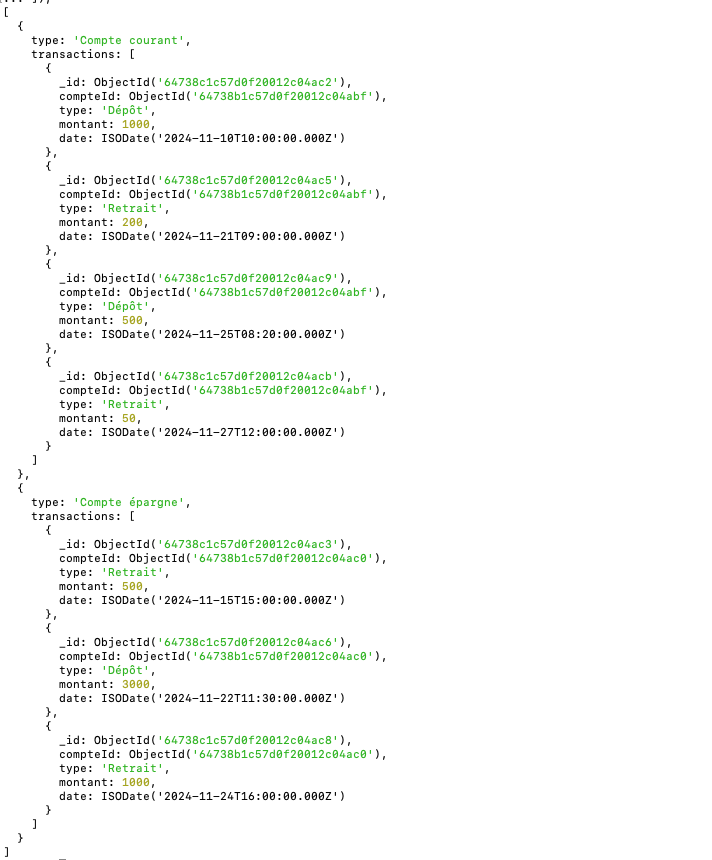 [
  {
    type: 'Compte courant',
    transactions: [
      {
        _id: ObjectId('64738c1c57d0f20012c04ac2'),
        compteId: ObjectId('64738b1c57d0f20012c04abf'),
        type: 'Dépôt',
        montant: 1000,
        date: ISODate('2024-11-10T10:00:00.000Z')
      },
      {
        _id: ObjectId('64738c1c57d0f20012c04ac5'),
        compteId: ObjectId('64738b1c57d0f20012c04abf'),
        type: 'Retrait',
        montant: 200,
        date: ISODate('2024-11-21T09:00:00.000Z')
      },
      {
        _id: ObjectId('64738c1c57d0f20012c04ac9'),
        compteId: ObjectId('64738b1c57d0f20012c04abf'),
        type: 'Dépôt',
        montant: 500,
        date: ISODate('2024-11-25T08:20:00.000Z')
      },
      {
        _id: ObjectId('64738c1c57d0f20012c04acb'),
        compteId: ObjectId('64738b1c57d0f20012c04abf'),
        type: 'Retrait',
        montant: 50,
        date: ISODate('2024-11-27T12:00:00.000Z')
      }
    ]
  },
  {
    type: 'Compte épargne',
    transactions: [
      {
        _id: ObjectId('64738c1c57d0f20012c04ac3'),
        compteId: ObjectId('64738b1c57d0f20012c04ac0'),
        type: 'Retrait',
        montant: 500,
        date: ISODate('2024-11-15T15:00:00.000Z')
      },
      {
        _id: ObjectId('64738c1c57d0f20012c04ac6'),
        compteId: ObjectId('64738b1c57d0f20012c04ac0'),
        type: 'Dépôt',
        montant: 3000,
        date: ISODate('2024-11-22T11:30:00.000Z')
      },
      {
        _id: ObjectId('64738c1c57d0f20012c04ac8'),
        compteId: ObjectId('64738b1c57d0f20012c04ac0'),
        type: 'Retrait',
        montant: 1000,
        date: ISODate('2024-11-24T16:00:00.000Z')
      }
    ]
  }
]